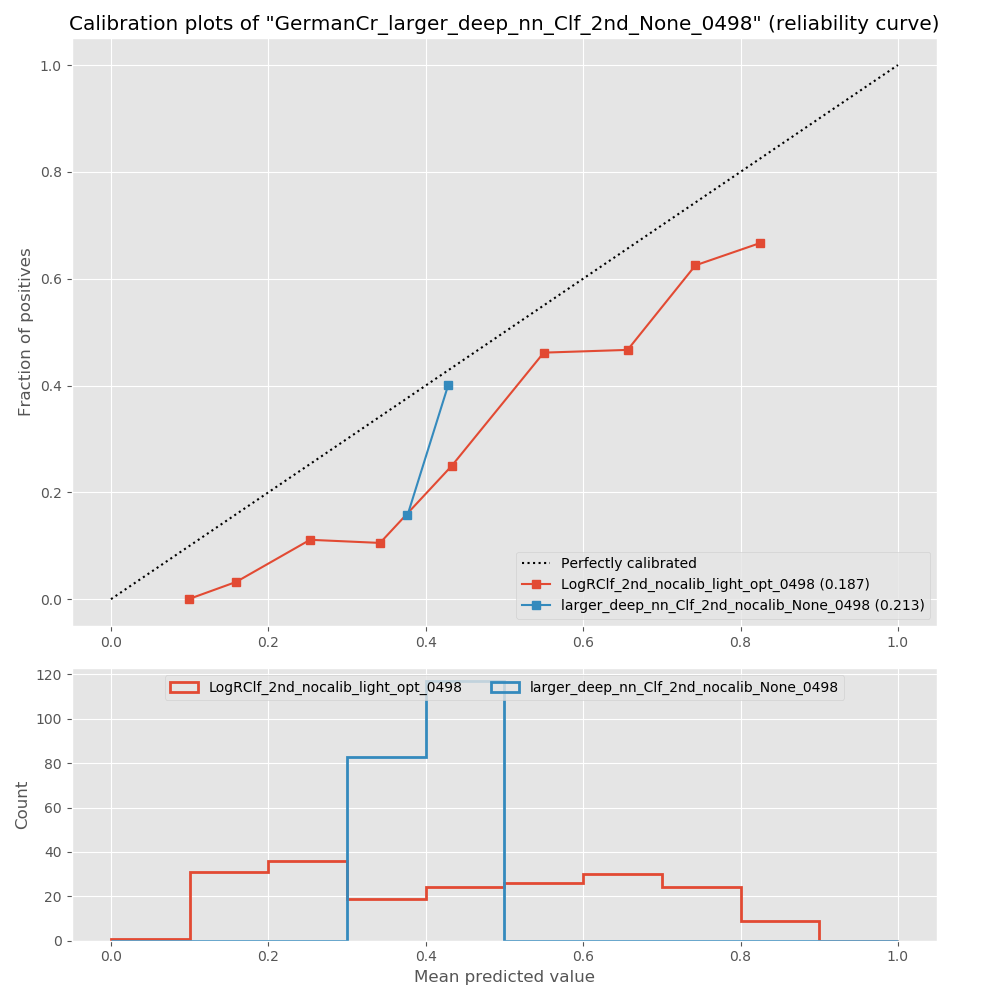 Calibration plots of "GermanCr_larger_deep_nn_Clf_2nd_None_0498" (reliability curve)
1.0
0.8
0.6
0.4
0.2
0.0
Fraction of positives
Perfectly calibrated
LogRClf_2nd_nocalib_light_opt_0498 (0.187)
larger_deep_nn_Clf_2nd_nocalib_None_0498 (0.213)
0.0 0.2 0.4 0.6 0.8 1.0
LogRClf_2nd_nocalib_light_opt_0498 larger_deep_nn_Clf_2nd_nocalib_None_0498
120
100
80
60
40
20
0
Count
0.0 0.2 0.4 0.6 0.8 1.0
Mean predicted value